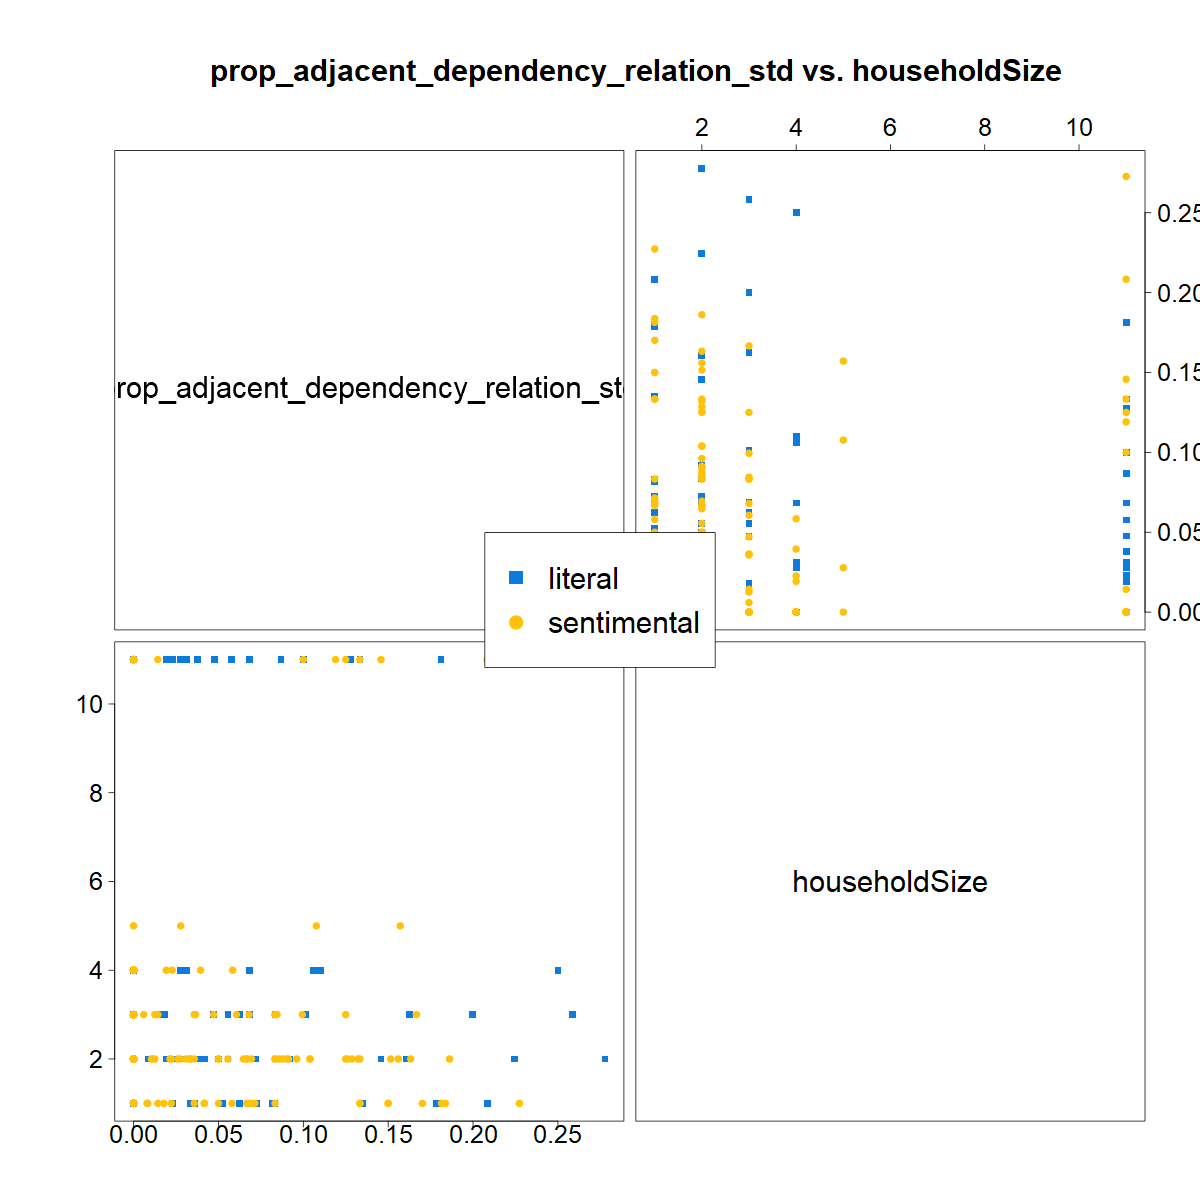 prop_adjacent_dependency_relation_std vs. householdSize
2 4 6 8 10
0.25
0.20
rop_adjacent_dependency_relation_st
0.15
0.10
0.05
literal
0.00
sentimental
10
8
6
householdSize
4
2
0.00 0.05 0.10 0.15 0.20 0.25